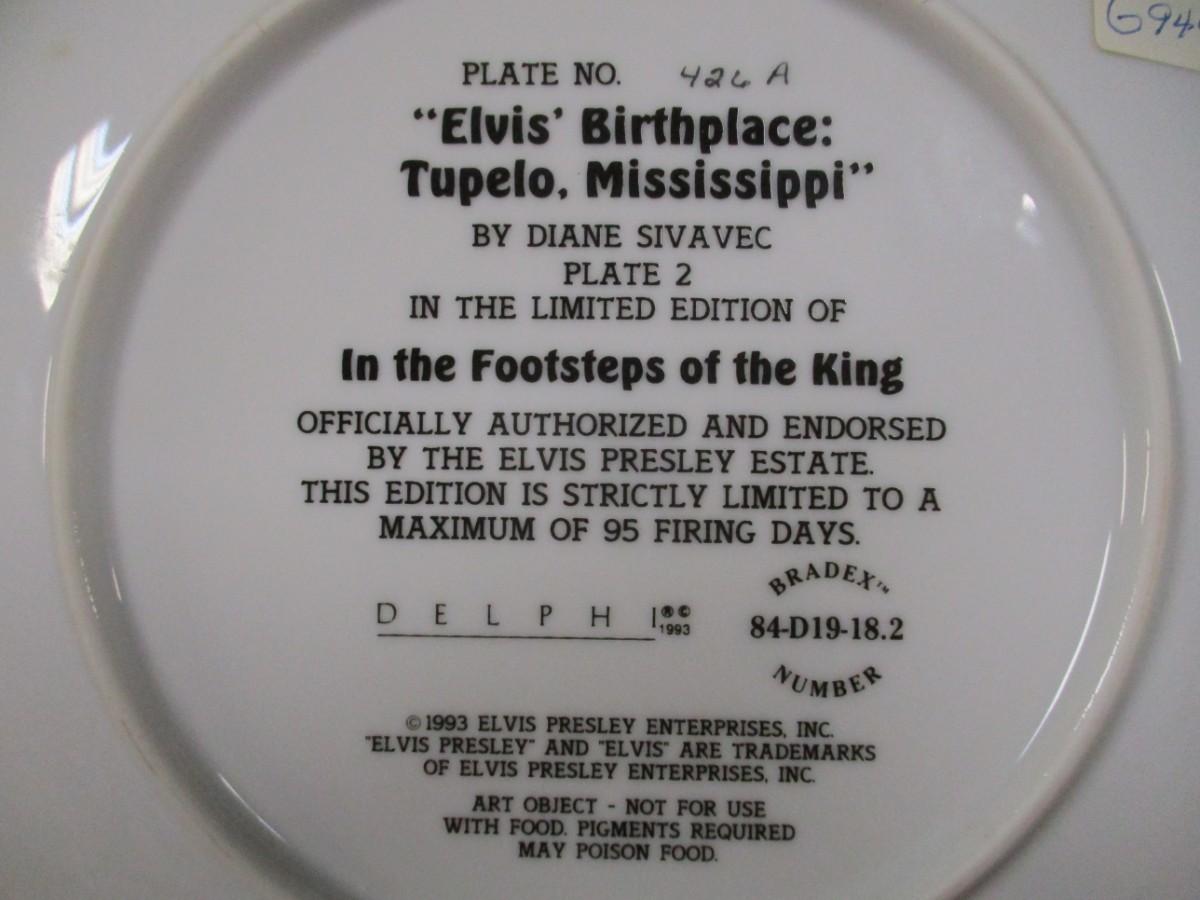 G94
PLATE NO. 426 A
“Elvis’ Birthplace:
Tupelo, Mississippi”
BY DIANE SIVAVEC
PLATE 2
IN THE LIMITED EDITION OF
In the Footsteps of the King
OFFICIALLY AUTHORIZED AND ENDORSED
BY THE ELVIS PRESLEY ESTATE.
THIS EDITION IS STRICTLY LIMITED TO A
MAXIMUM OF 95 FIRING DAYS.
DELPHI®©
1993
BRADEX™
84-D19-18.2
NUMBER
©1993 ELVIS PRESLEY ENTERPRISES, INC.
"ELVIS PRESLEY" AND "ELVIS" ARE TRADEMARKS
OF ELVIS PRESLEY ENTERPRISES, INC.
ART OBJECT - NOT FOR USE
WITH FOOD. PIGMENTS REQUIRED
MAY POISON FOOD.